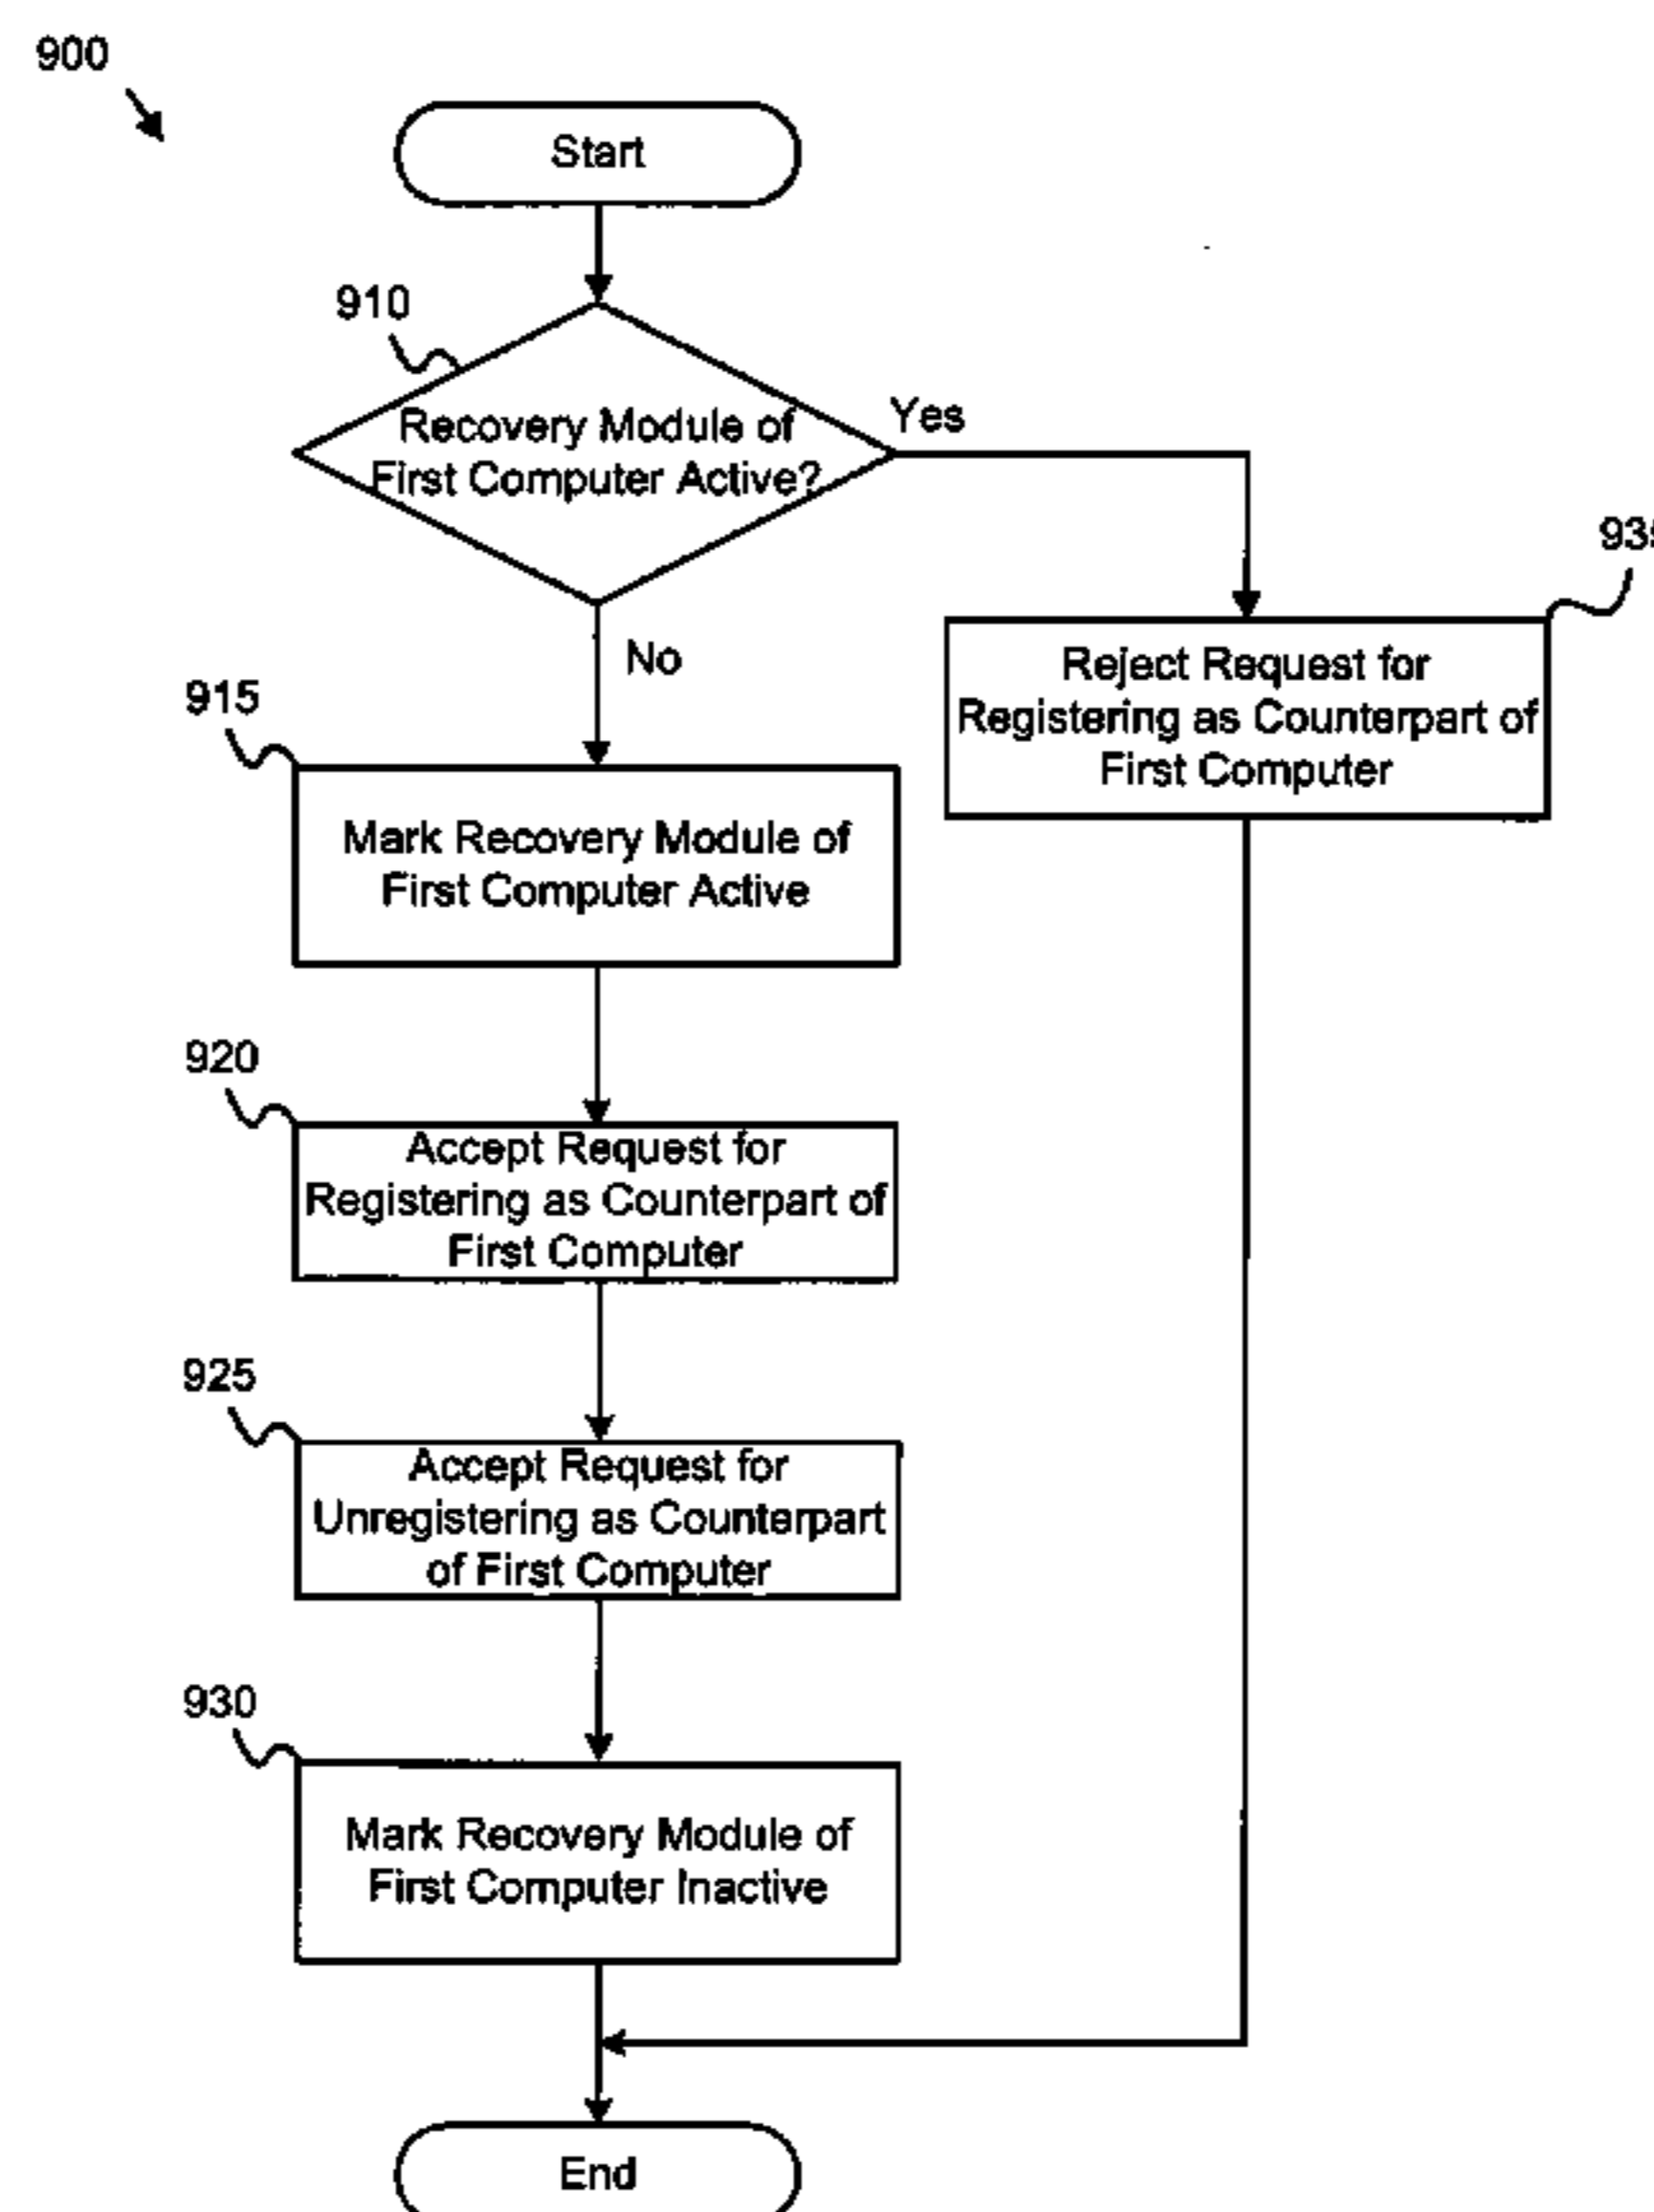 900
Start
910
Recovery Module of
First Computer Active?
Yes
No
Reject Request for
Registering as Counterpart of
First Computer
915
Mark Recovery Module of
First Computer Active
920
Accept Request for
Registering as Counterpart of
First Computer
925
Accept Request for
Unregistering as Counterpart
of First Computer
930
Mark Recovery Module of
First Computer Inactive
End